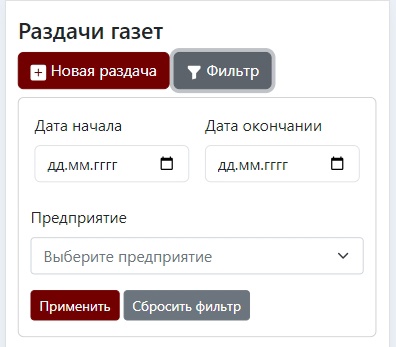 Раздачи газет
Новая раздача Фильтр
Дата начала Дата окончании
дд.мм.гггг дд.мм.гггг
Предприятие
Выберите предприятие
Применить Сбросить фильтр